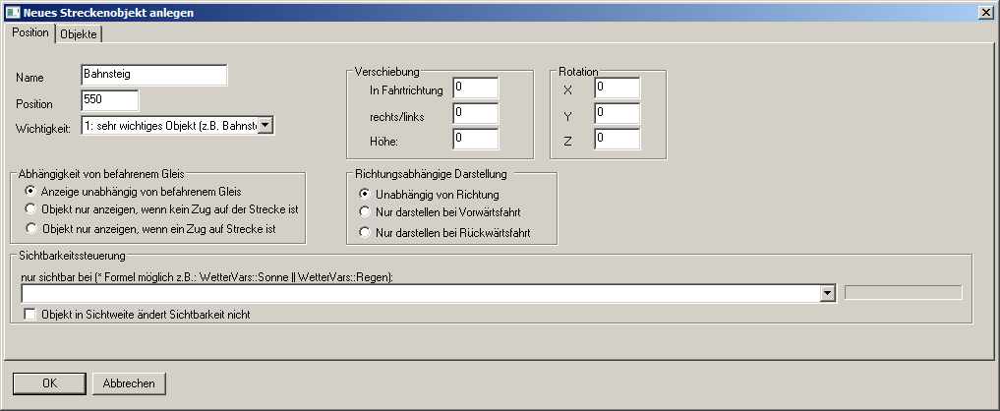 Neues Streckenobjekt anlegen
Position
Objekte
Name
Bahnsteig
Position
550
Wichtigkeit:
1: sehr wichtiges Objekt (z.B. Bahnst
Verschiebung
In Fahrtrichtung
0
rechts/links
0
Höhe:
0
Rotation
X
0
Y
0
Z
0
Abhängigkeit von befahrenem Gleis
Anzeige unabhängig von befahrenem Gleis
Objekt nur anzeigen, wenn kein Zug auf der Strecke ist
Objekt nur anzeigen, wenn ein Zug auf Strecke ist
Richtungsabhängige Darstellung
Unabhängig von Richtung
Nur darstellen bei Vorwärtsfahrt
Nur darstellen bei Rückwärtsfahrt
Sichtbarkeitssteuerung
nur sichtbar bei (* Formel möglich z.B.: WetterVars::Sonne || WetterVars::Regen):
Objekt in Sichtweite ändert Sichtbarkeit nicht
OK
Abbrechen